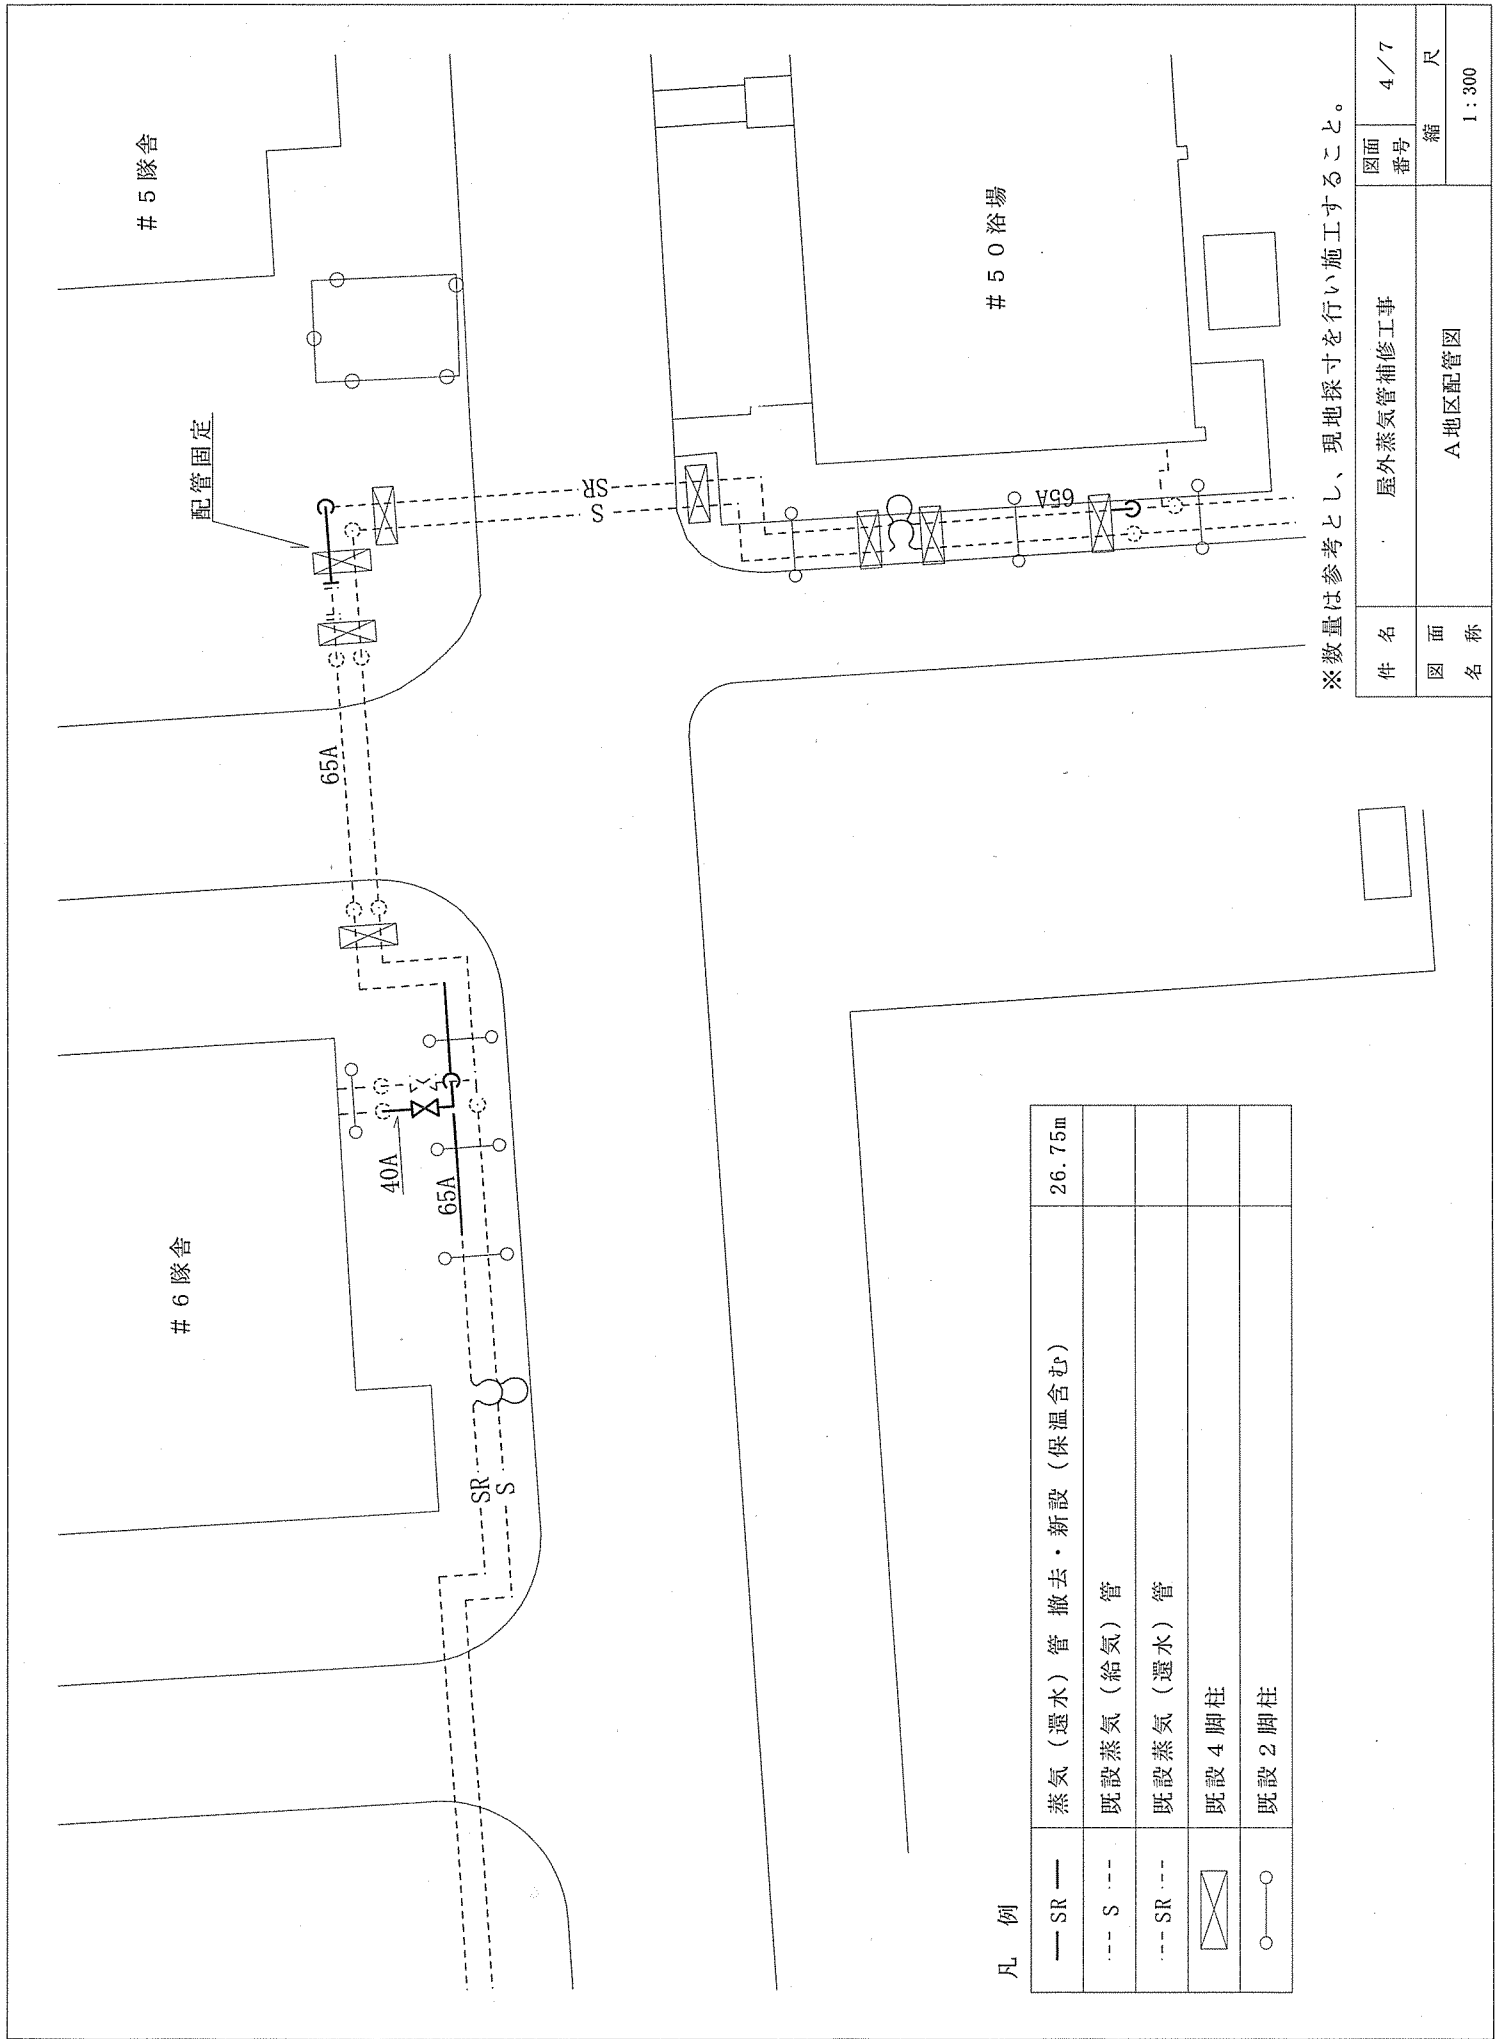 #5隊舎
配管固定
65A
#6隊舎
40A
65A
SR
S
SR
S
65A
#50浴場
凡 例
SR 蒸気(還水)管 撤去・新設(保温含む) 26.75m
S 既設蒸気(給気)管
SR 既設蒸気(還水)管
既設4脚柱
既設2脚柱
※数量は参考とし、現地採寸を行い施工すること。
件 名 屋外蒸気管補修工事 図面番号 4/7
図面名称 A地区配管図 縮 尺 1:300